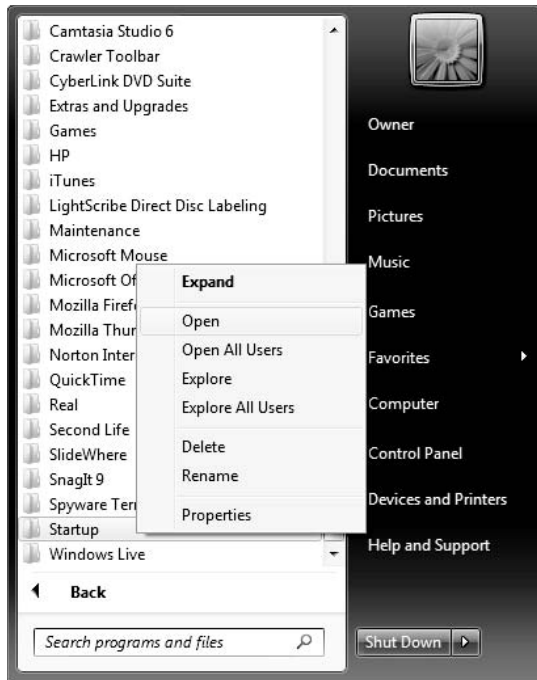 Camtasia Studio 6
Crawler Toolbar
CyberLink DVD Suite
Extras and Upgrades
Games
HP
iTunes
LightScribe Direct Disc Labeling
Maintenance
Microsoft Mouse
Microsoft Of
Mozilla Firef
Mozilla Thur
Norton Inter
QuickTime
Real
Second Life
SlideWhere
SnagIt 9
Spyware Ter
Startup
Windows Live
Back
Search programs and files
Expand
Open
Open All Users
Explore
Explore All Users
Delete
Rename
Properties
Owner
Documents
Pictures
Music
Games
Favorites
Computer
Control Panel
Devices and Printers
Help and Support
Shut Down